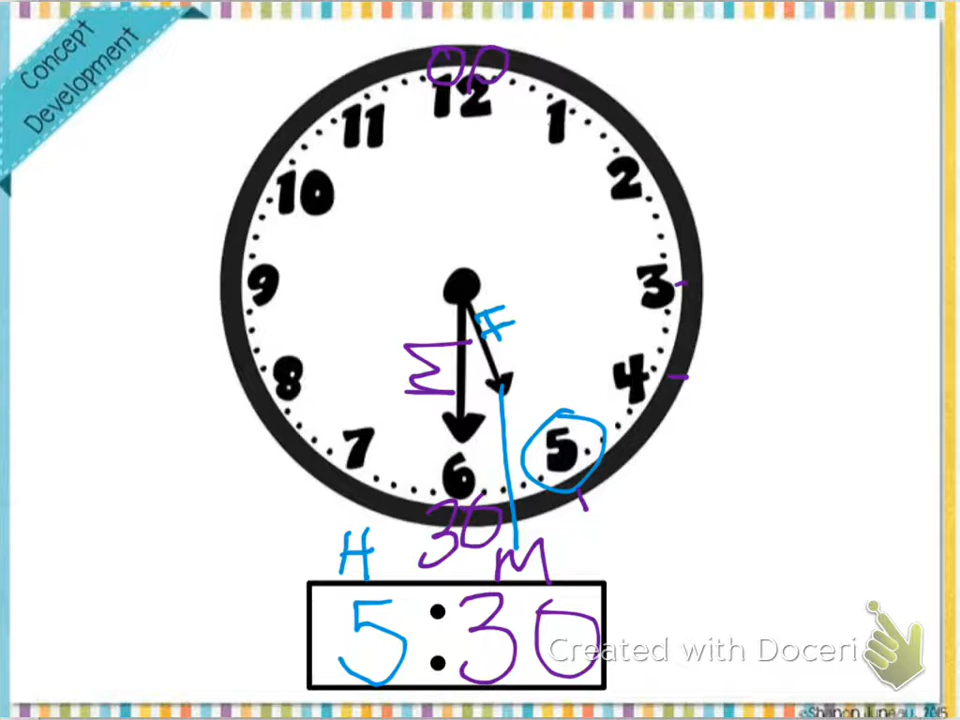 Concept
Development
00
12
11
1
10
2
9
3
H
M
8
4
7
5
6
30
H
M
5:30
Created with Doceri
©Shanon Juneau, 2015